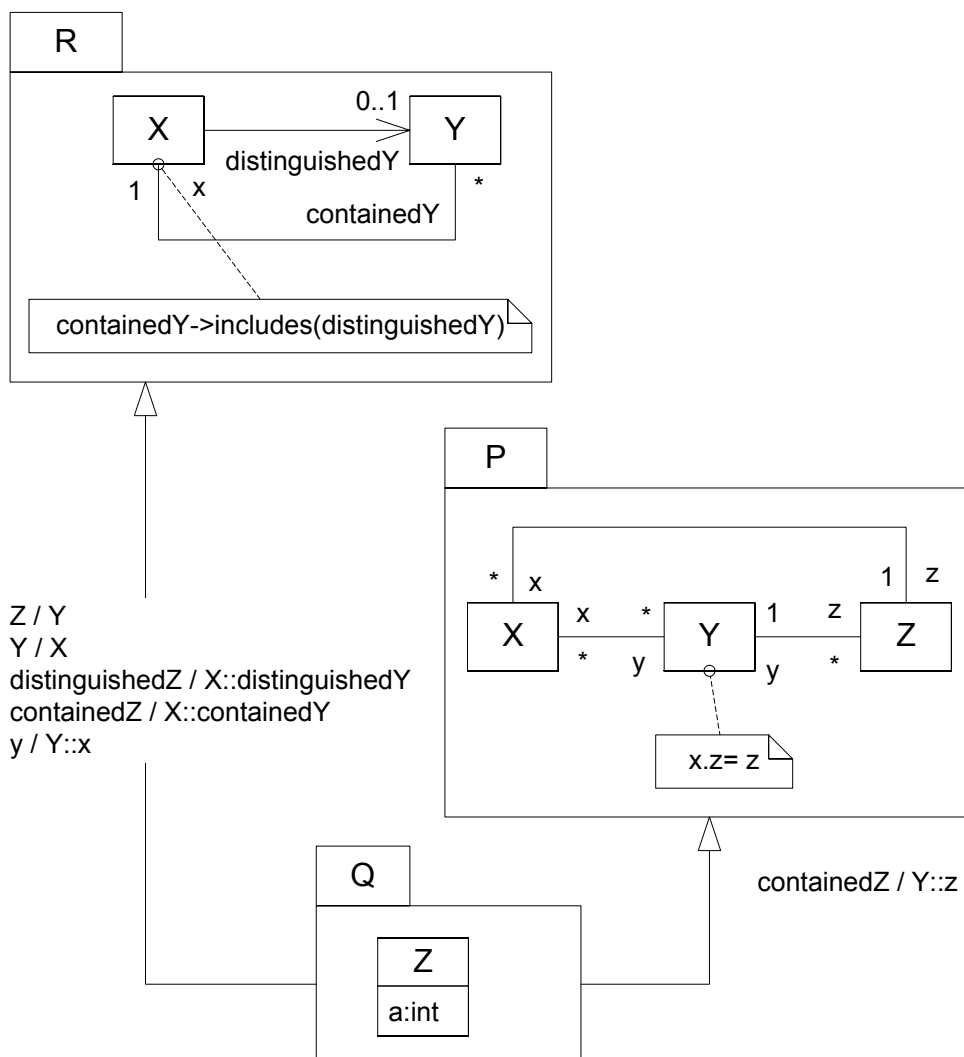 R
0..1
X
Y
distinguishedY
1
x
*
containedY
containedY->includes(distinguishedY)
P
*
x
1
z
X
x
*
Y
1
z
Z
*
y
y
*
x.z= z
Z / Y
Y / X
distinguishedZ / X::distinguishedY
containedZ / X::containedY
y / Y::x
Q
containedZ / Y::z
Z
a:int